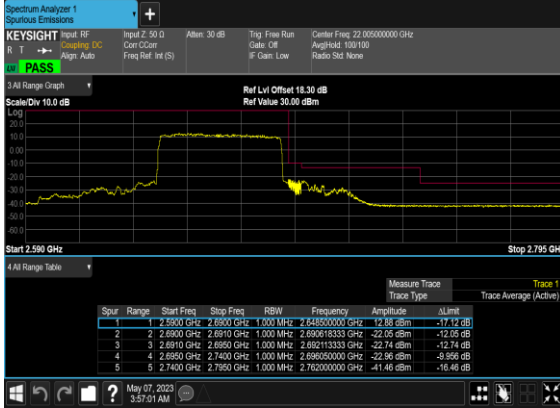 Spectrum Analyzer 1
Spurious Emissions
+
KEYSIGHT Input: RF Input Z: 50 Ω Atten: 30 dB Trig: Free Run Center Freq: 22.005000000 GHz
R T Coupling: DC Corr CCorr Gate: Off Avg|Hold: 100/100
Align: Auto Freq Ref: Int (S) IF Gain: Low Radio Std: None
LXI PASS
3 All Range Graph Ref Lvl Offset 18.30 dB
Scale/Div 10.0 dB Ref Value 30.00 dBm
Log
20.0
10.0
0.00
-10.0
-20.0
-30.0
-40.0
-50.0
-60.0
Start 2.590 GHz Stop 2.795 GH
4 All Range Table
Measure Trace Trace 1
Trace Type Trace Average (Active)
Spur Range Start Freq Stop Freq RBW Frequency Amplitude ΔLimit
1 1 2.5900 GHz 2.6900 GHz 1.000 MHz 2.648500000 GHz 12.88 dBm -17.12 dB
2 2 2.6900 GHz 2.6910 GHz 1.000 MHz 2.690618333 GHz -22.05 dBm -12.05 dB
3 3 2.6910 GHz 2.6950 GHz 1.000 MHz 2.692113333 GHz -22.74 dBm -12.74 dB
4 4 2.6950 GHz 2.7400 GHz 1.000 MHz 2.696050000 GHz -22.96 dBm -9.956 dB
5 5 2.7400 GHz 2.7950 GHz 1.000 MHz 2.762000000 GHz -41.46 dBm -16.46 dB
? May 07, 2023
3:57:01 AM